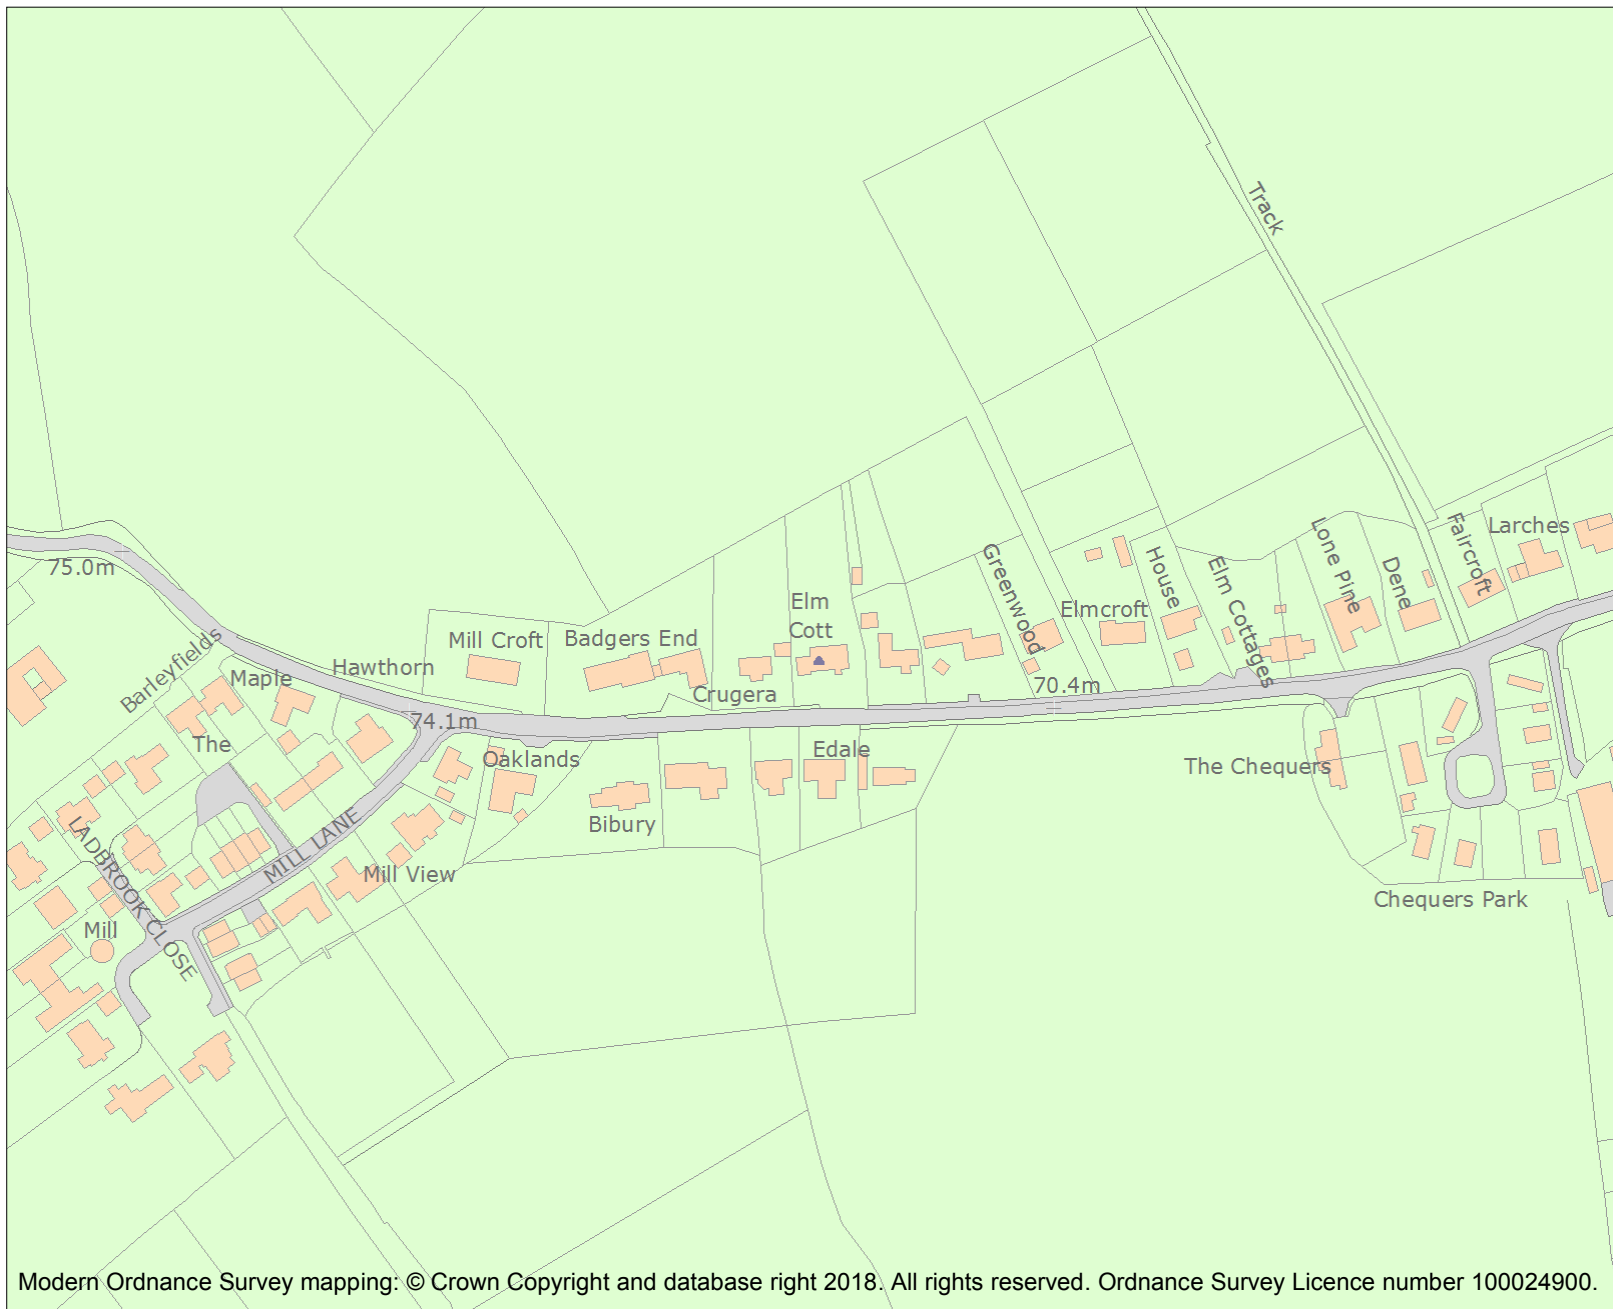 Track
75.0m
Barleyfields
Maple
Hawthorn
Mill Croft
Badgers End
Elm
Cott
Greenwood
Elmcroft
House
Elm Cottages
Lone Pine
Dene
Faircroft
Larches
70.4m
Crugera
74.1m
The
Oaklands
Edale
The Chequers
Bibury
MILL LANE
LADBROOK CLOSE
Mill View
Chequers Park
Mill
Modern Ordnance Survey mapping: © Crown Copyright and database right 2018. All rights reserved. Ordnance Survey Licence number 100024900.